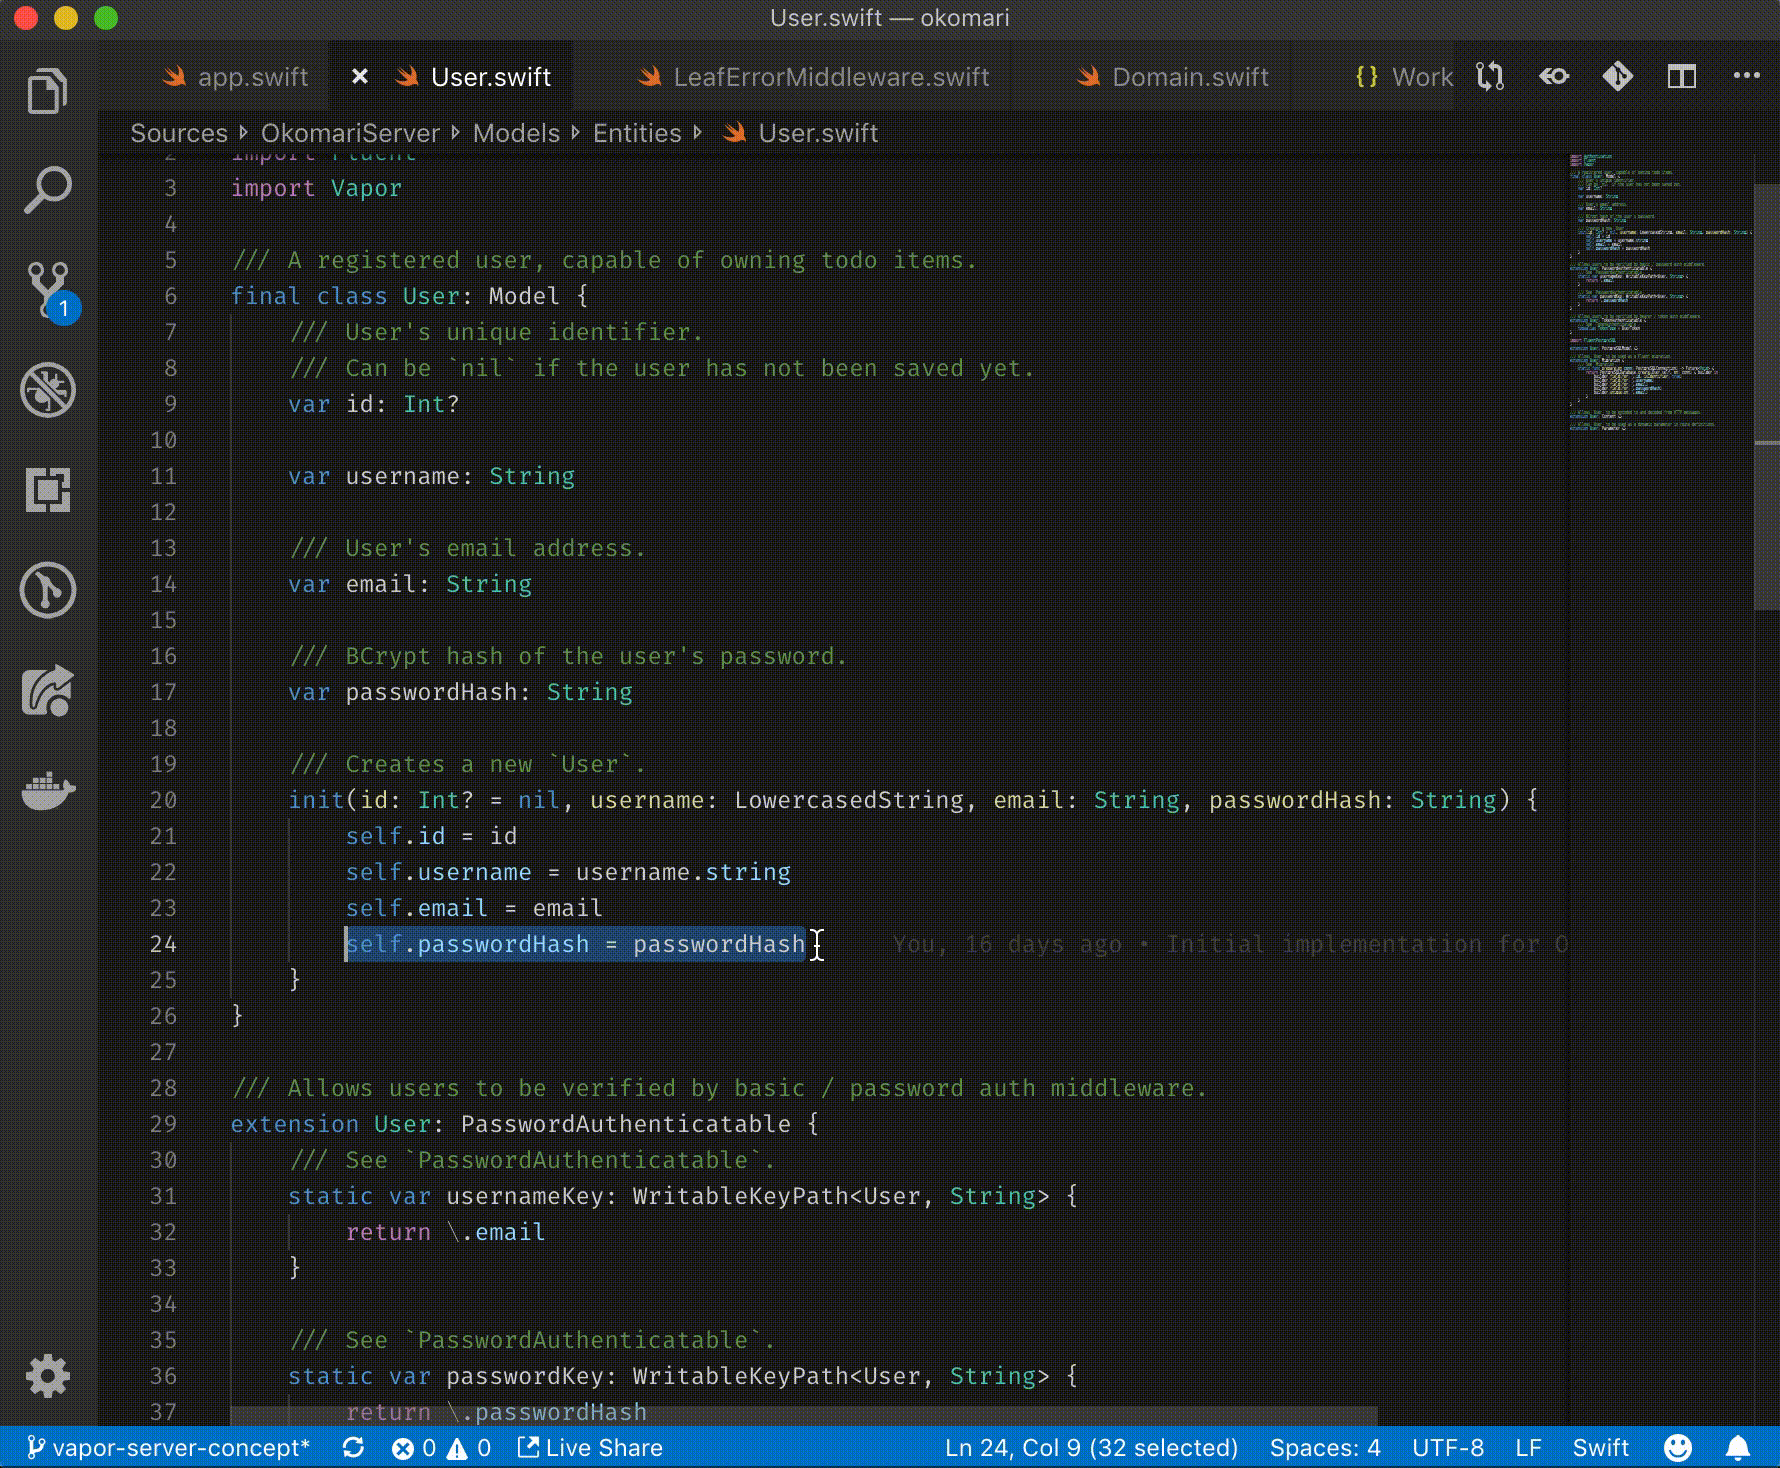 User.swift — okomari
app.swift
User.swift
LeafErrorMiddleware.swift
Domain.swift
{} Work
Sources
OkomariServer
Models
Entities
User.swift
2 import Fluent
3 import Vapor
4
5 /// A registered user, capable of owning todo items.
6 final class User: Model {
7 /// User's unique identifier.
8 /// Can be `nil` if the user has not been saved yet.
9 var id: Int?
10
11 var username: String
12
13 /// User's email address.
14 var email: String
15
16 /// BCrypt hash of the user's password.
17 var passwordHash: String
18
19 /// Creates a new `User`.
20 init(id: Int? = nil, username: LowercasedString, email: String, passwordHash: String) {
21 self.id = id
22 self.username = username.string
23 self.email = email
24 self.passwordHash = passwordHash You, 16 days ago • Initial implementation for O
25 }
26 }
27
28 /// Allows users to be verified by basic / password auth middleware.
29 extension User: PasswordAuthenticatable {
30 /// See `PasswordAuthenticatable`.
31 static var usernameKey: WritableKeyPath<User, String> {
32 return \.email
33 }
34
35 /// See `PasswordAuthenticatable`.
36 static var passwordKey: WritableKeyPath<User, String> {
37 return \.passwordHash
1
vapor-server-concept* 0 0 Live Share Ln 24, Col 9 (32 selected) Spaces: 4 UTF-8 LF Swift